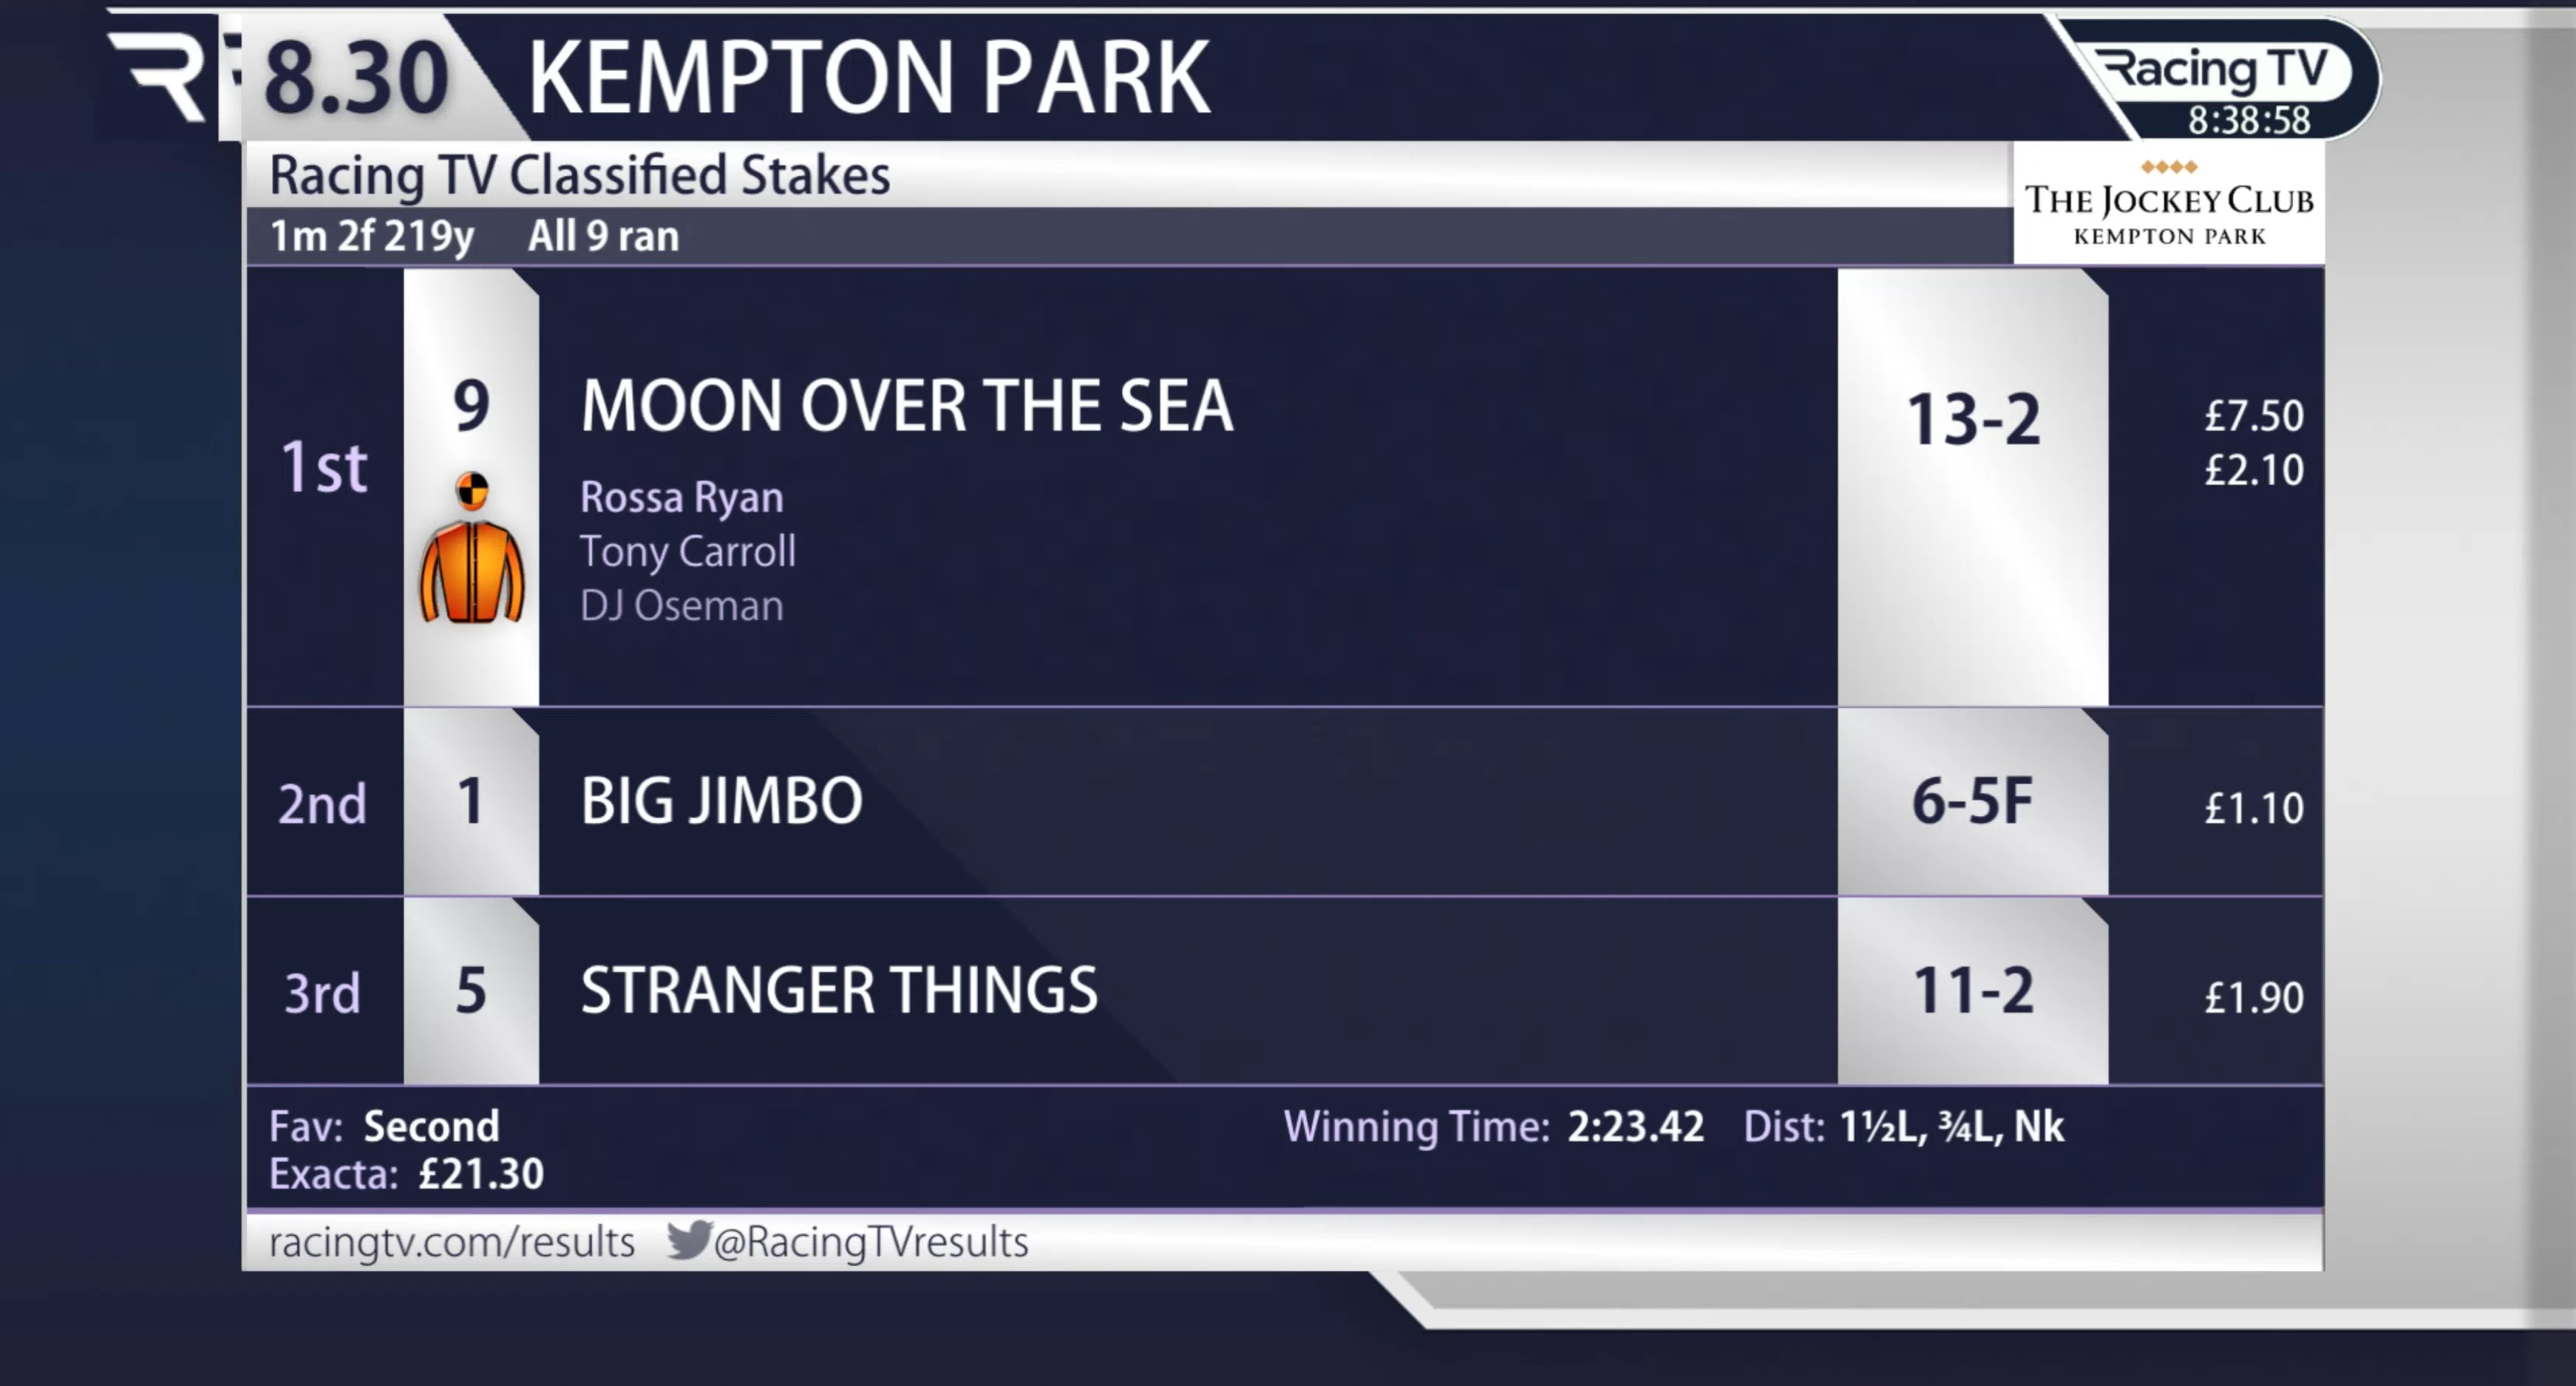 8.30 KEMPTON PARK
Racing TV
8:38:58
Racing TV Classified Stakes
THE JOCKEY CLUB
KEMPTON PARK
1m 2f 219y All 9 ran
1st 9 MOON OVER THE SEA 13-2 £7.50
£2.10
Rossa Ryan
Tony Carroll
DJ Oseman
2nd 1 BIG JIMBO 6-5F £1.10
3rd 5 STRANGER THINGS 11-2 £1.90
Fav: Second Winning Time: 2:23.42 Dist: 1½L, ¾L, Nk
Exacta: £21.30
racingtv.com/results @RacingTVresults